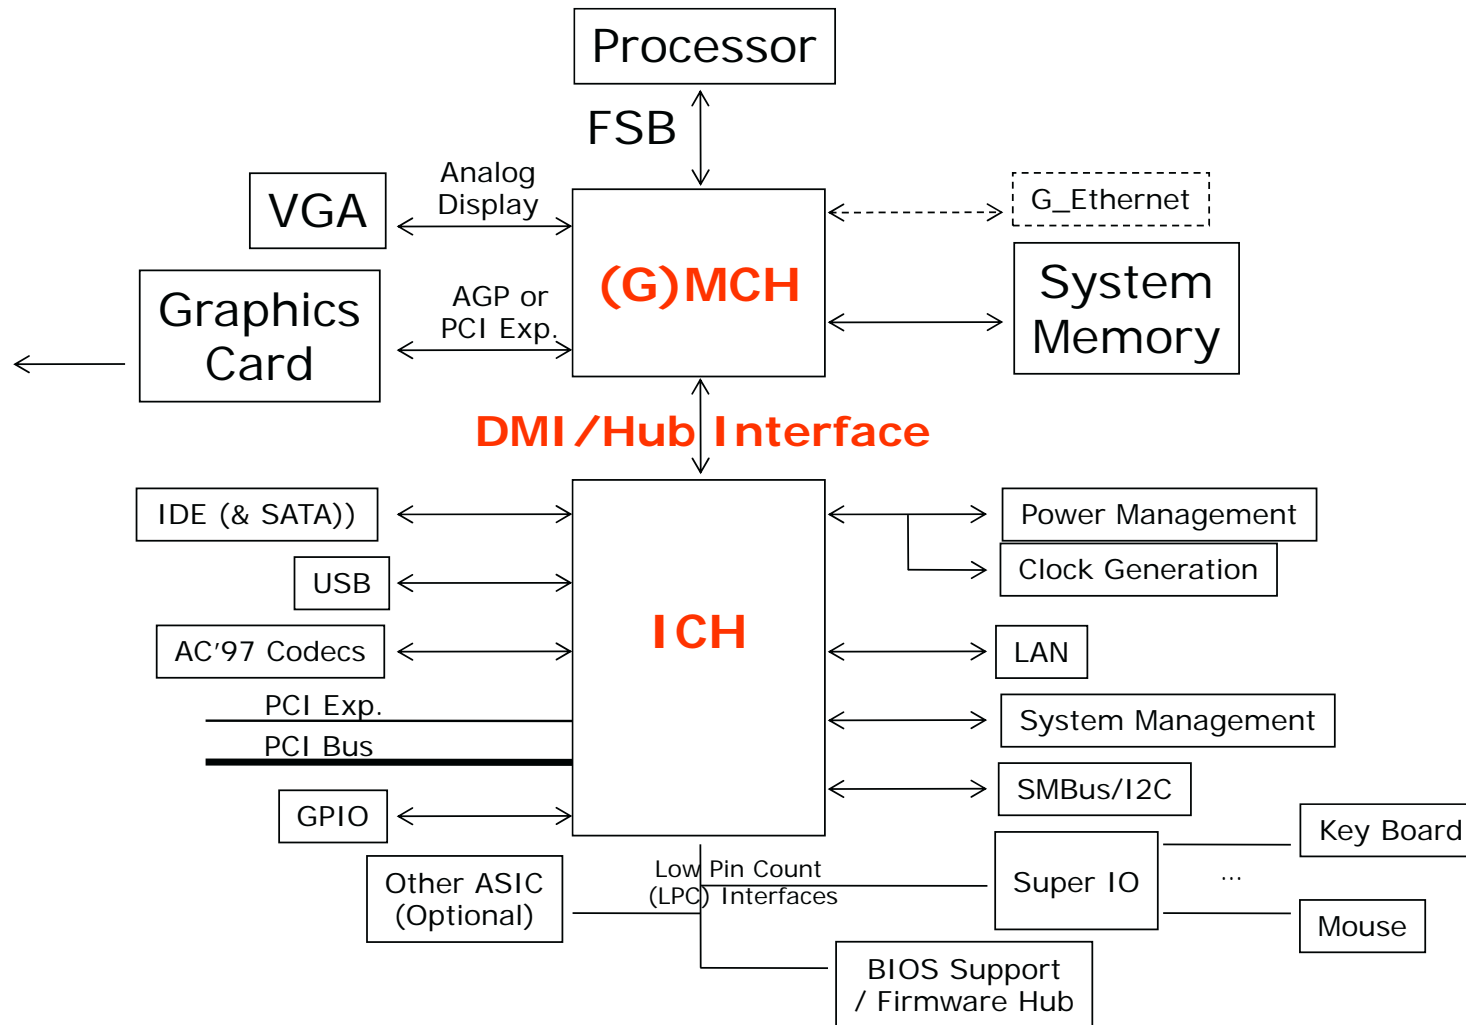 Processor
FSB
Analog
Display
VGA
G_Ethernet
(G)MCH
System
Memory
Graphics
Card
AGP or
PCI Exp.
DMI/Hub Interface
IDE (& SATA))
USB
AC'97 Codecs
PCI Exp.
PCI Bus
GPIO
ICH
Power Management
Clock Generation
LAN
System Management
SMBus/I2C
Other ASIC
(Optional)
Low Pin Count
(LPC) Interfaces
Super IO
Key Board
...
Mouse
BIOS Support
/ Firmware Hub